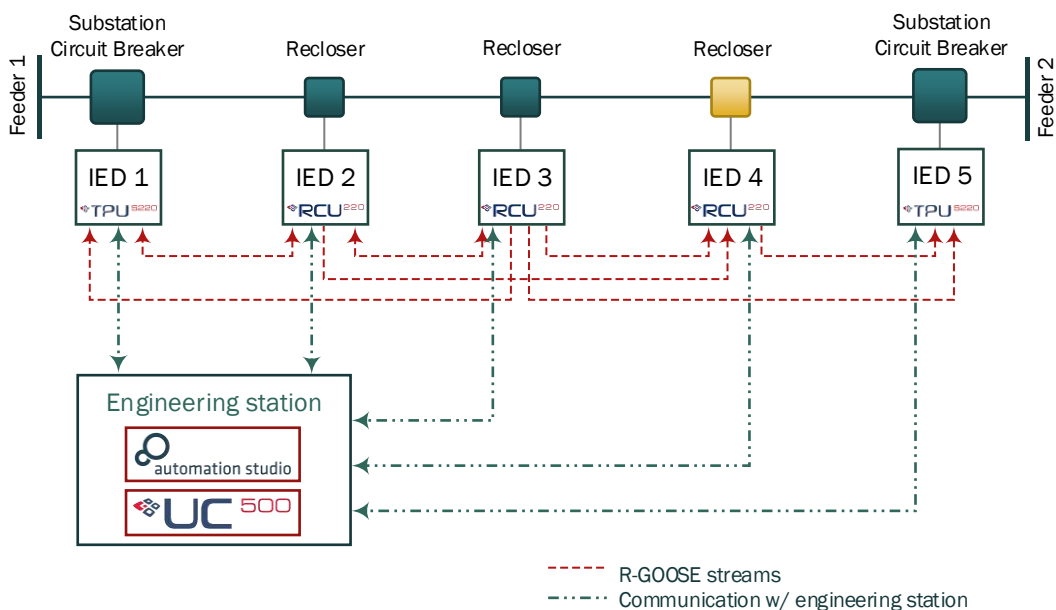 Substation
Circuit Breaker
Recloser
Recloser
Recloser
Substation
Circuit Breaker
Feeder 1
Feeder 2
IED 1
TPU S220
IED 2
RCU 220
IED 3
RCU 220
IED 4
RCU 220
IED 5
TPU S220
Engineering station
automation studio
UC 500
R-GOOSE streams
Communication w/ engineering station